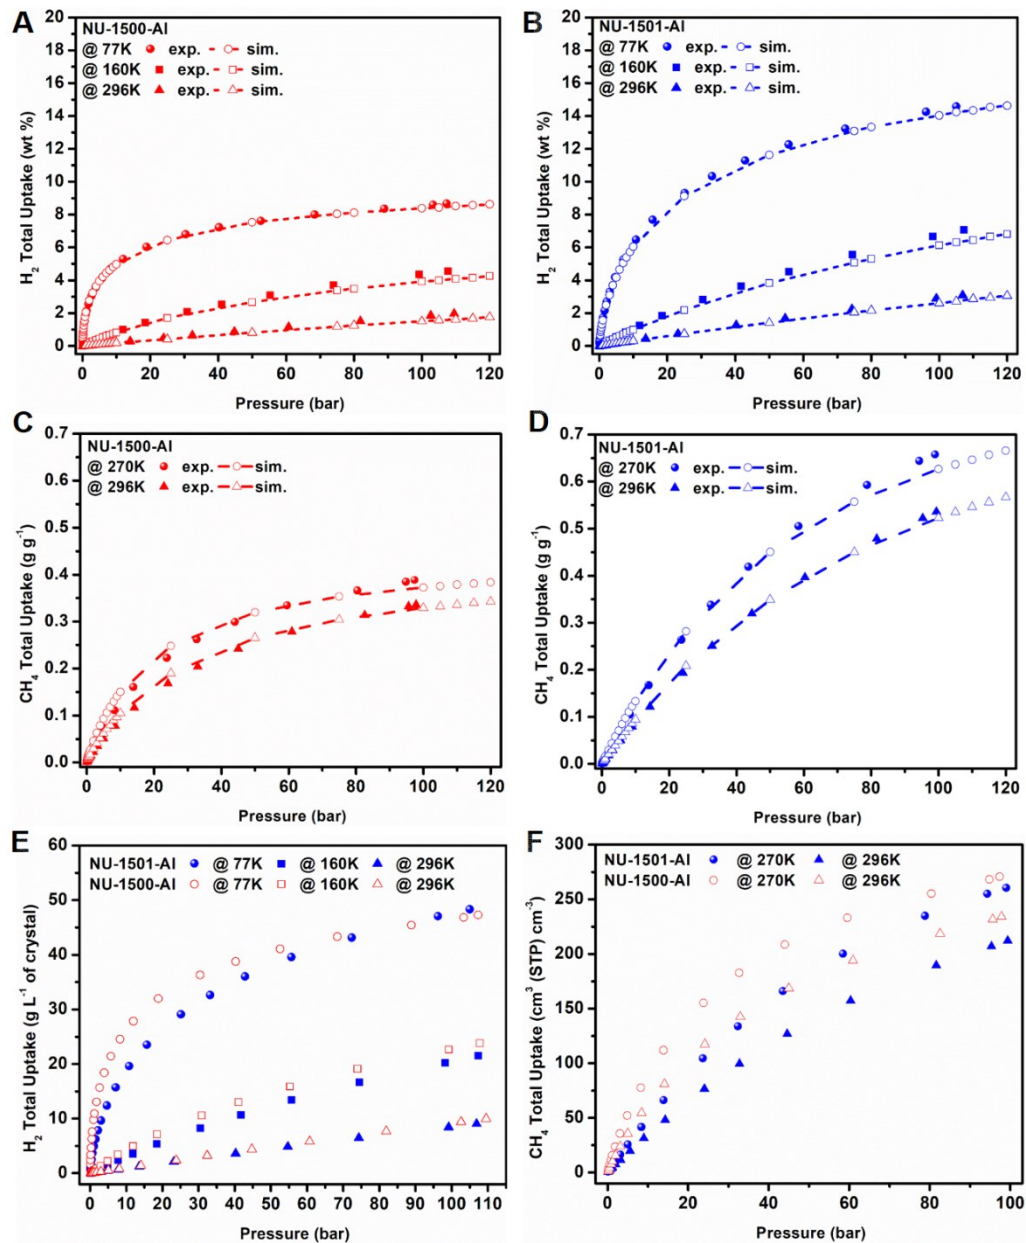 A
NU-1500-Al
@ 77K exp. sim.
@ 160K exp. sim.
@ 296K exp. sim.
H2 Total Uptake (wt %)
20
18
16
14
12
10
8
6
4
2
0
0 20 40 60 80 100 120
Pressure (bar)
B
NU-1501-Al
@ 77K exp. sim.
@ 160K exp. sim.
@ 296K exp. sim.
H2 Total Uptake (wt %)
20
18
16
14
12
10
8
6
4
2
0
0 20 40 60 80 100 120
Pressure (bar)
C
NU-1500-Al
@ 270K exp. sim.
@ 296K exp. sim.
CH4 Total Uptake (g g-1)
0.7
0.6
0.5
0.4
0.3
0.2
0.1
0.0
0 20 40 60 80 100 120
Pressure (bar)
D
NU-1501-Al
@ 270K exp. sim.
@ 296K exp. sim.
CH4 Total Uptake (g g-1)
0.7
0.6
0.5
0.4
0.3
0.2
0.1
0.0
0 20 40 60 80 100 120
Pressure (bar)
E
NU-1501-Al @ 77K @ 160K @ 296K
NU-1500-Al @ 77K @ 160K @ 296K
H2 Total Uptake (g L-1 of crystal)
60
50
40
30
20
10
0
0 10 20 30 40 50 60 70 80 90 100 110
Pressure (bar)
F
NU-1501-Al @ 270K @ 296K
NU-1500-Al @ 270K @ 296K
CH4 Total Uptake (cm3 (STP) cm-3)
300
250
200
150
100
50
0
0 20 40 60 80 100
Pressure (bar)